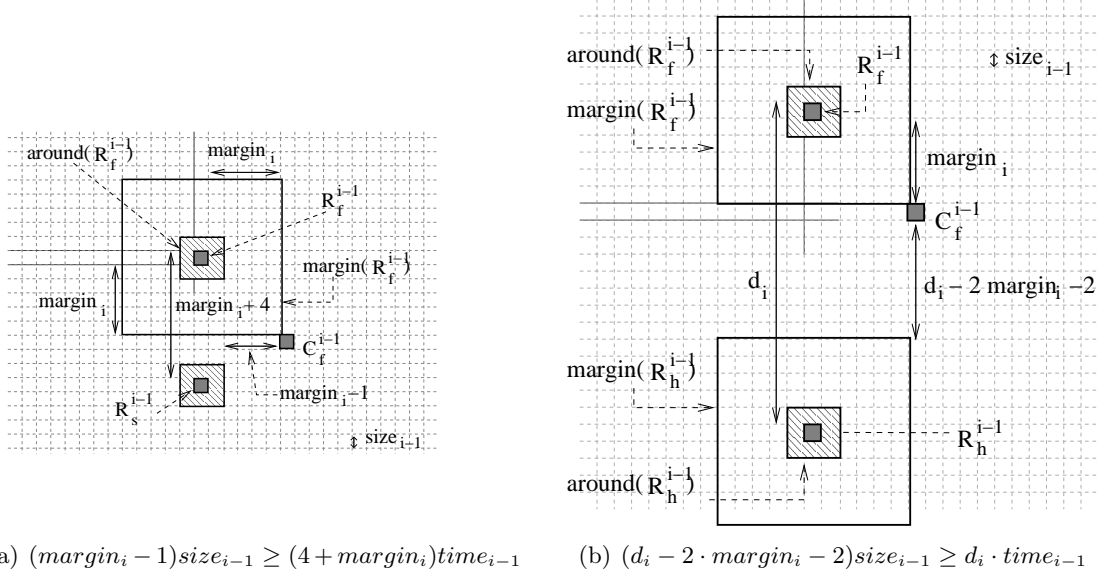 around( R_f^{i−1})
margin_i
R_f^{i−1}
margin( R_f^{i−1})
margin_i
margin_i + 4
C_f^{i−1}
margin_i −1
R_s^{i−1}
size_{i−1}
a) (margin_i − 1)size_{i−1} ≥ (4 + margin_i)time_{i−1}
around( R_f^{i−1})
R_f^{i−1}
size_{i−1}
margin( R_f^{i−1})
margin_i
C_f^{i−1}
d_i
d_i − 2 margin_i −2
margin( R_h^{i−1})
R_h^{i−1}
around( R_h^{i−1})
(b) (d_i − 2 · margin_i − 2)size_{i−1} ≥ d_i · time_{i−1}